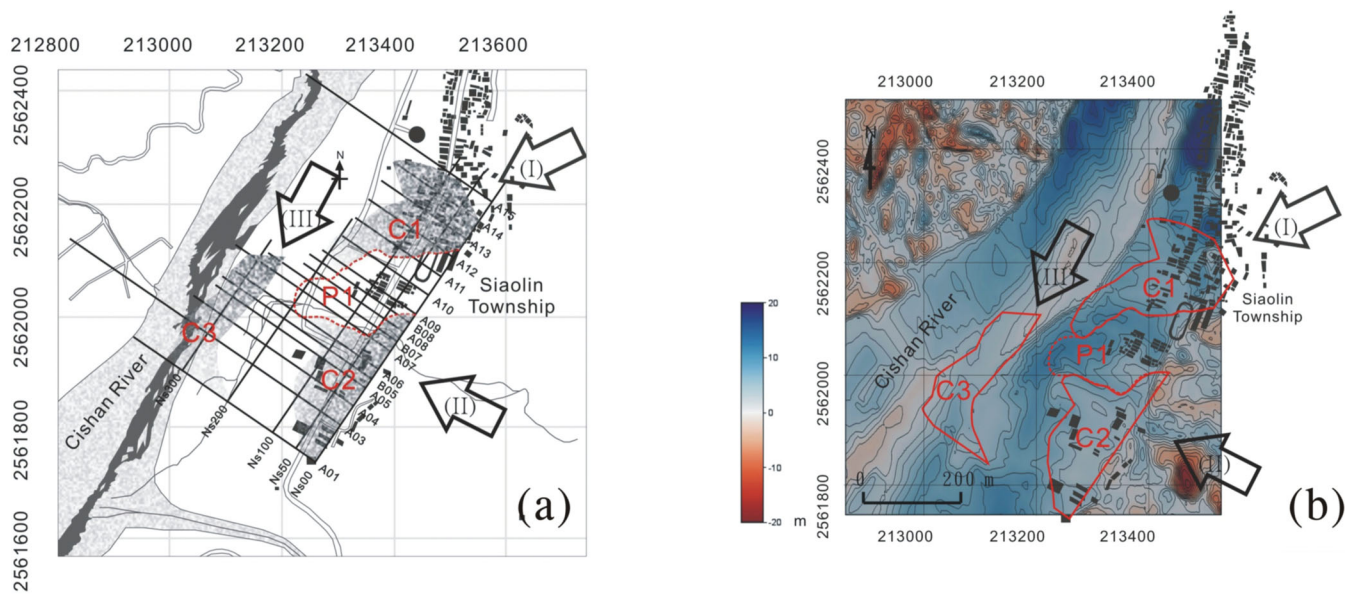 212800 213000 213200 213400 213600
2562400
2562200
2562000
2561800
2561600
N
(I)
(III)
(II)
C1
P1
C2
C3
Siaolin
Township
Cishan River
A15
A14
A13
A12
A11
A10
A09
B08
A08
B07
A07
A06
B05
A05
A04
A03
A01
Ns00
Ns50
Ns100
Ns200
Ns300
(a)
20
10
0
-10
-20 m
213000 213200 213400
2562400
2562200
2562000
2561800
N
(I)
(III)
(II)
C1
P1
C2
C3
Siaolin
Township
Cishan River
0 200 m
213000 213200 213400
(b)